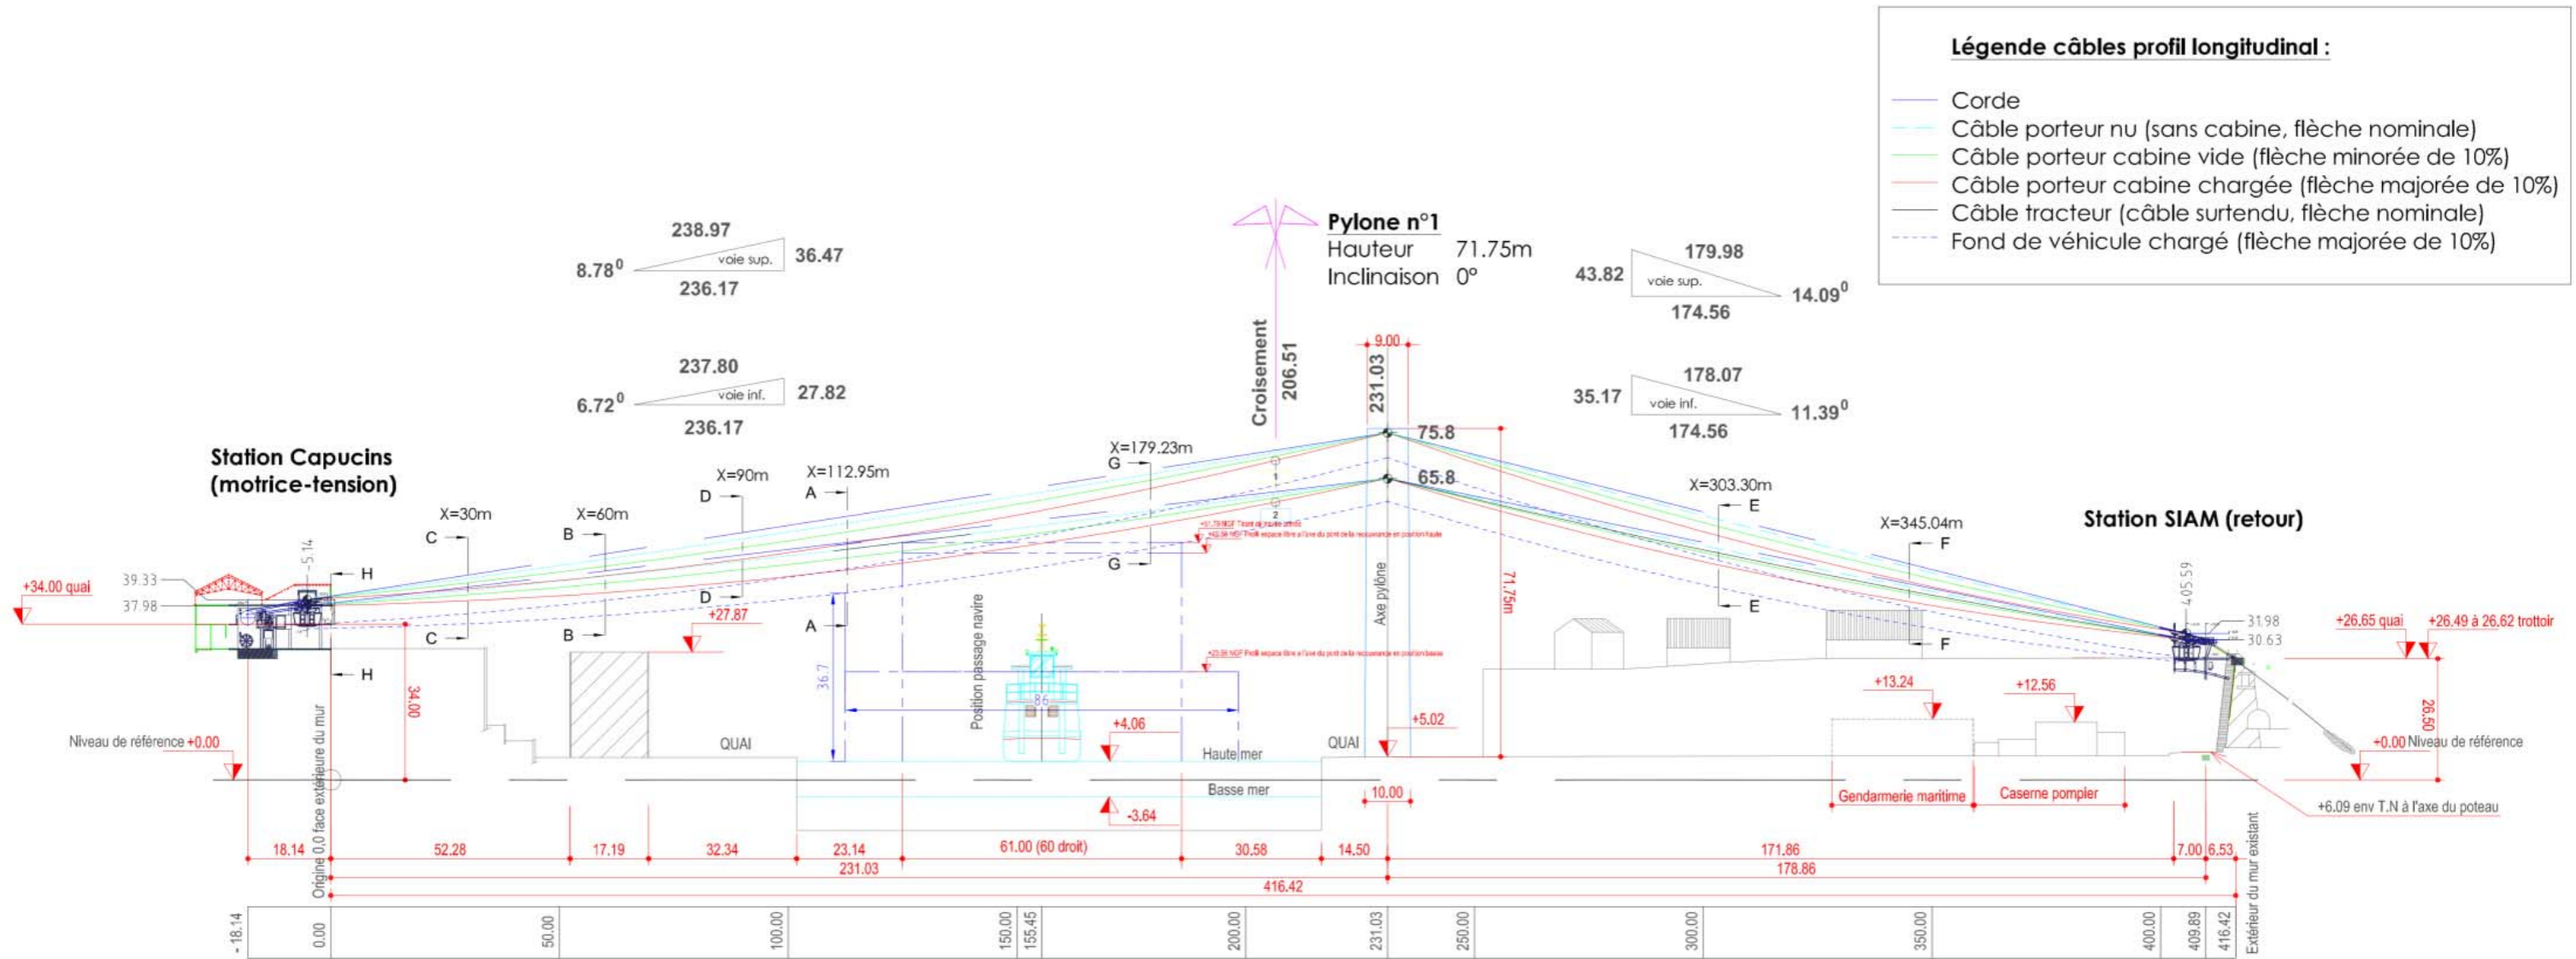 Légende câbles profil longitudinal :
Corde
Câble porteur nu (sans cabine, flèche nominale)
Câble porteur cabine vide (flèche minorée de 10%)
Câble porteur cabine chargée (flèche majorée de 10%)
Câble tracteur (câble surtendu, flèche nominale)
Fond de véhicule chargé (flèche majorée de 10%)
Pylone n°1
Hauteur 71.75m
Inclinaison 0°
238.97
8.78⁰ voie sup. 36.47
236.17
237.80
6.72⁰ voie inf. 27.82
236.17
179.98
43.82 voie sup. 14.09⁰
174.56
178.07
35.17 voie inf. 11.39⁰
174.56
Croisement
206.51
9.00
231.03
75.8
65.8
71.75m
Axe pylône
Station Capucins
(motrice-tension)
Station SIAM (retour)
X=30m
C
C
X=60m
B
B
X=90m
D
D
X=112.95m
A
A
X=179.23m
G
G
X=303.30m
E
E
X=345.04m
F
F
H
H
1
2
-5.14
39.33
37.98
+34.00 quai
34.00
+27.87
36.7
86
Position passage navire
+4.06
-3.64
+5.02
QUAI
QUAI
Haute mer
Basse mer
10.00
+13.24
+12.56
Gendarmerie maritime
Caserne pompier
405.59
31.98
30.63
+26.65 quai
+26.49 à 26.62 trottoir
26.50
+0.00 Niveau de référence
+6.09 env T.N à l'axe du poteau
Niveau de référence +0.00
Origine 0,0 face extérieure du mur
Extérieur du mur existant
18.14
52.28
17.19
32.34
23.14
61.00 (60 droit)
30.58
14.50
171.86
7.00
6.53
231.03
178.86
416.42
- 18.14
0.00
50.00
100.00
150.00
155.45
200.00
231.03
250.00
300.00
350.00
400.00
409.89
416.42